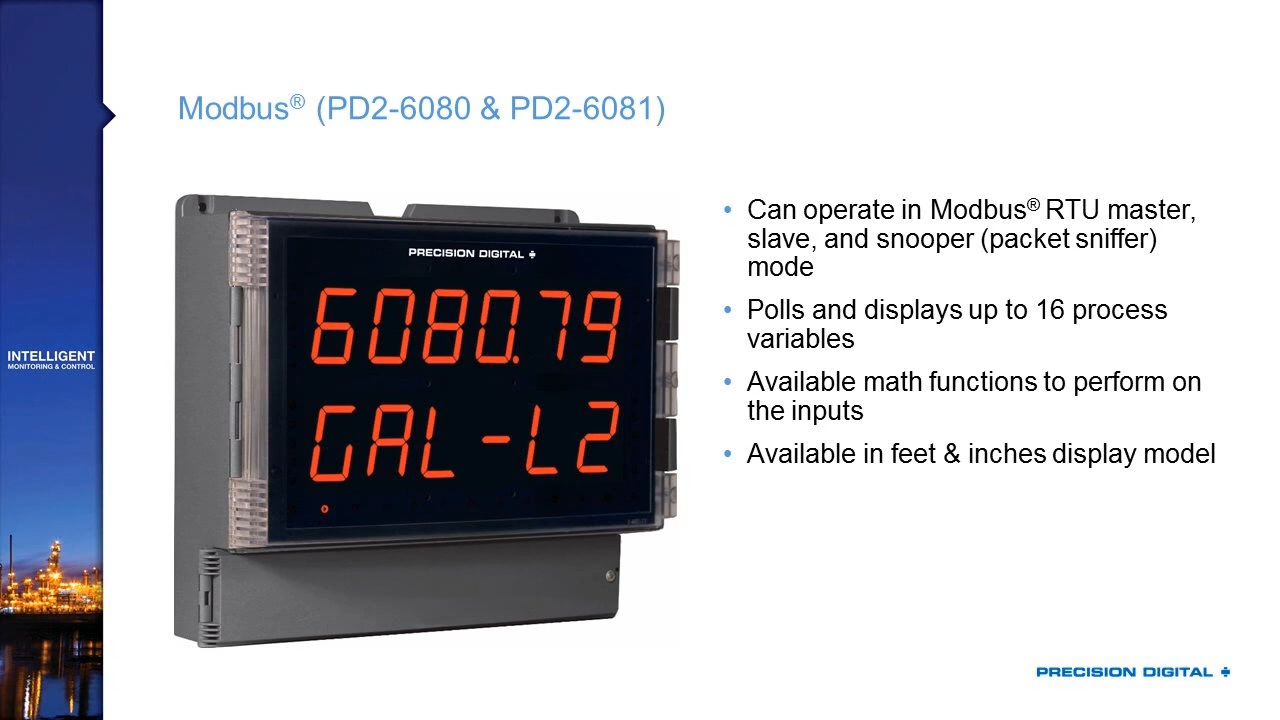 Modbus® (PD2-6080 & PD2-6081)
INTELLIGENT
MONITORING & CONTROL
PRECISION DIGITAL
6080.79
GAL-L2
• Can operate in Modbus® RTU master,
slave, and snooper (packet sniffer)
mode
• Polls and displays up to 16 process
variables
• Available math functions to perform on
the inputs
• Available in feet & inches display model
PRECISION DIGITAL